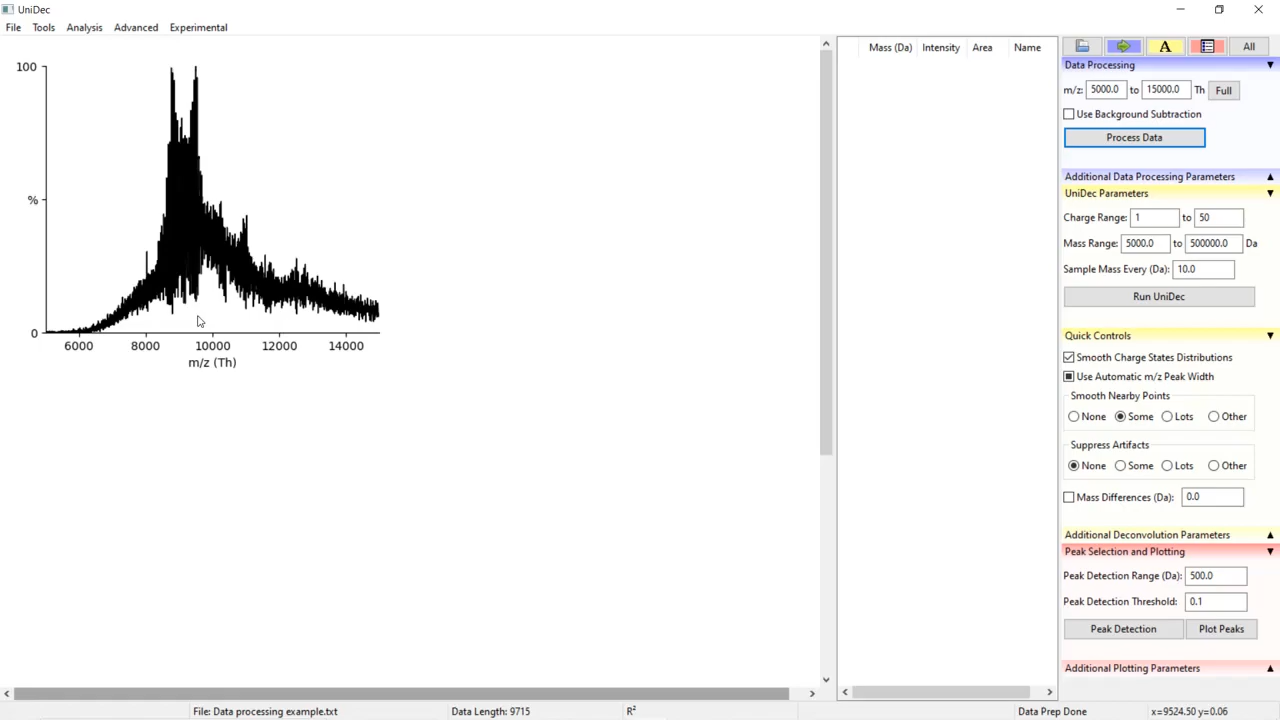 UniDec
File Tools Analysis Advanced Experimental
100
%
0
6000 8000 10000 12000 14000
m/z (Th)
Mass (Da) Intensity Area Name
A All
Data Processing
m/z: 5000.0 to 15000.0 Th Full
Use Background Subtraction
Process Data
Additional Data Processing Parameters
UniDec Parameters
Charge Range: 1 to 50
Mass Range: 5000.0 to 500000.0 Da
Sample Mass Every (Da): 10.0
Run UniDec
Quick Controls
Smooth Charge States Distributions
Use Automatic m/z Peak Width
Smooth Nearby Points
None Some Lots Other
Suppress Artifacts
None Some Lots Other
Mass Differences (Da): 0.0
Additional Deconvolution Parameters
Peak Selection and Plotting
Peak Detection Range (Da): 500.0
Peak Detection Threshold: 0.1
Peak Detection Plot Peaks
Additional Plotting Parameters
File: Data processing example.txt Data Length: 9715 R² Data Prep Done x=9524.50 y=0.06